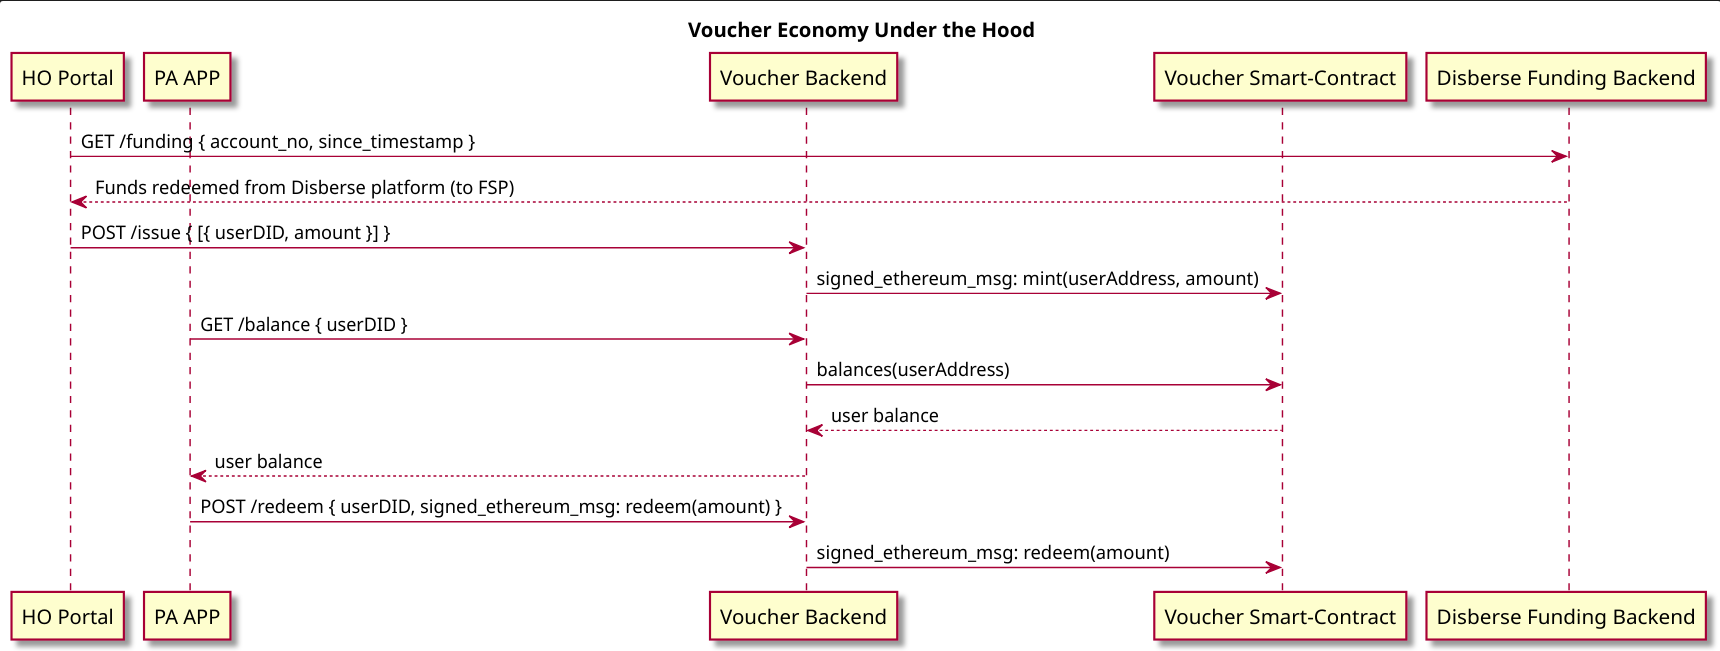 Voucher Economy Under the Hood
HO Portal
PA APP
Voucher Backend
Voucher Smart-Contract
Disberse Funding Backend
GET /funding { account_no, since_timestamp }
Funds redeemed from Disberse platform (to FSP)
POST /issue { [{ userDID, amount }] }
signed_ethereum_msg: mint(userAddress, amount)
GET /balance { userDID }
balances(userAddress)
user balance
user balance
POST /redeem { userDID, signed_ethereum_msg: redeem(amount) }
signed_ethereum_msg: redeem(amount)
HO Portal
PA APP
Voucher Backend
Voucher Smart-Contract
Disberse Funding Backend